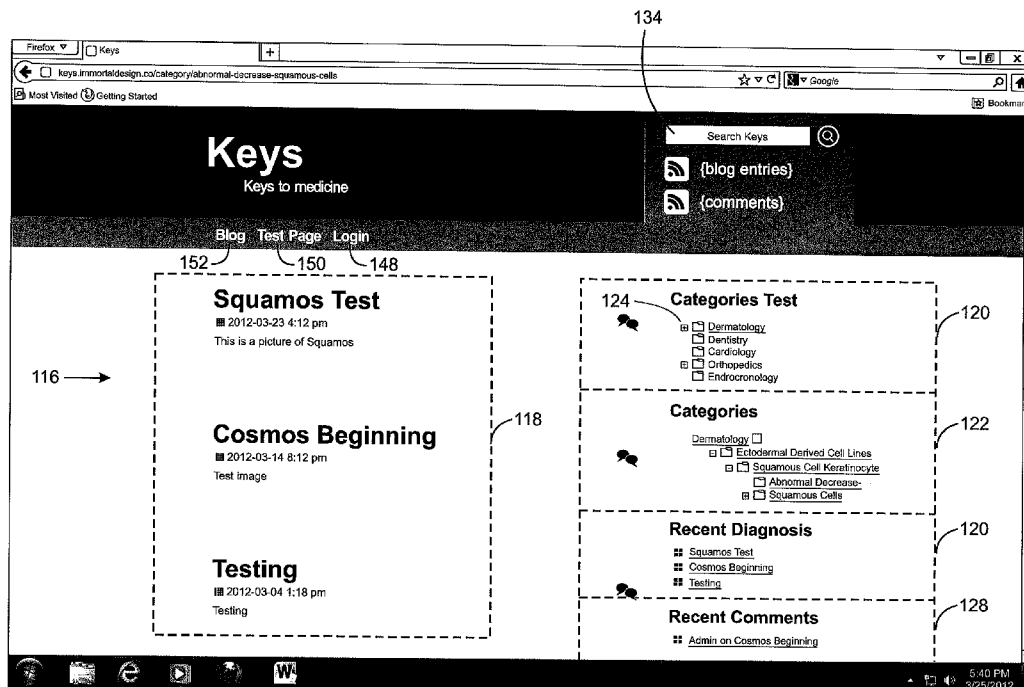 134
Firefox
Keys
+
X
keys.immortaldesign.co/category/abnormal-decrease-squamous-cells
Google
Most Visited Getting Started
Bookmar
Keys
Keys to medicine
Search Keys
{blog entries}
{comments}
Blog Test Page Login
152 150 148
Squamos Test
2012-03-23 4:12 pm
This is a picture of Squamos
Cosmos Beginning
2012-03-14 8:12 pm
Test image
Testing
2012-03-04 1:18 pm
Testing
116
118
124
Categories Test
Dermatology
Dentistry
Cardiology
Orthopedics
Endrocronology
120
Categories
Dermatology
Ectodermal Derived Cell Lines
Squamous Cell Keratinocyte
Abnormal Decrease-
Squamous Cells
122
Recent Diagnosis
Squamos Test
Cosmos Beginning
Testing
120
Recent Comments
Admin on Cosmos Beginning
128
W
5:40 PM
3/25/2012